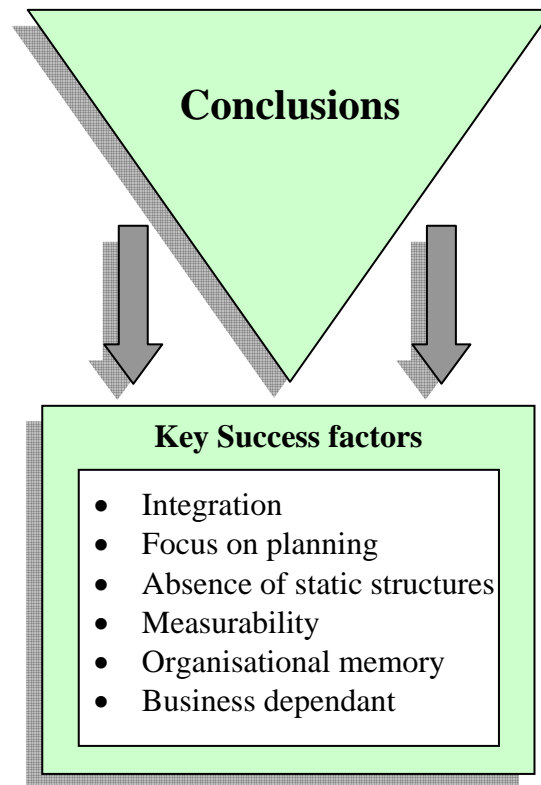 Conclusions
Key Success factors
• Integration
• Focus on planning
• Absence of static structures
• Measurability
• Organisational memory
• Business dependant